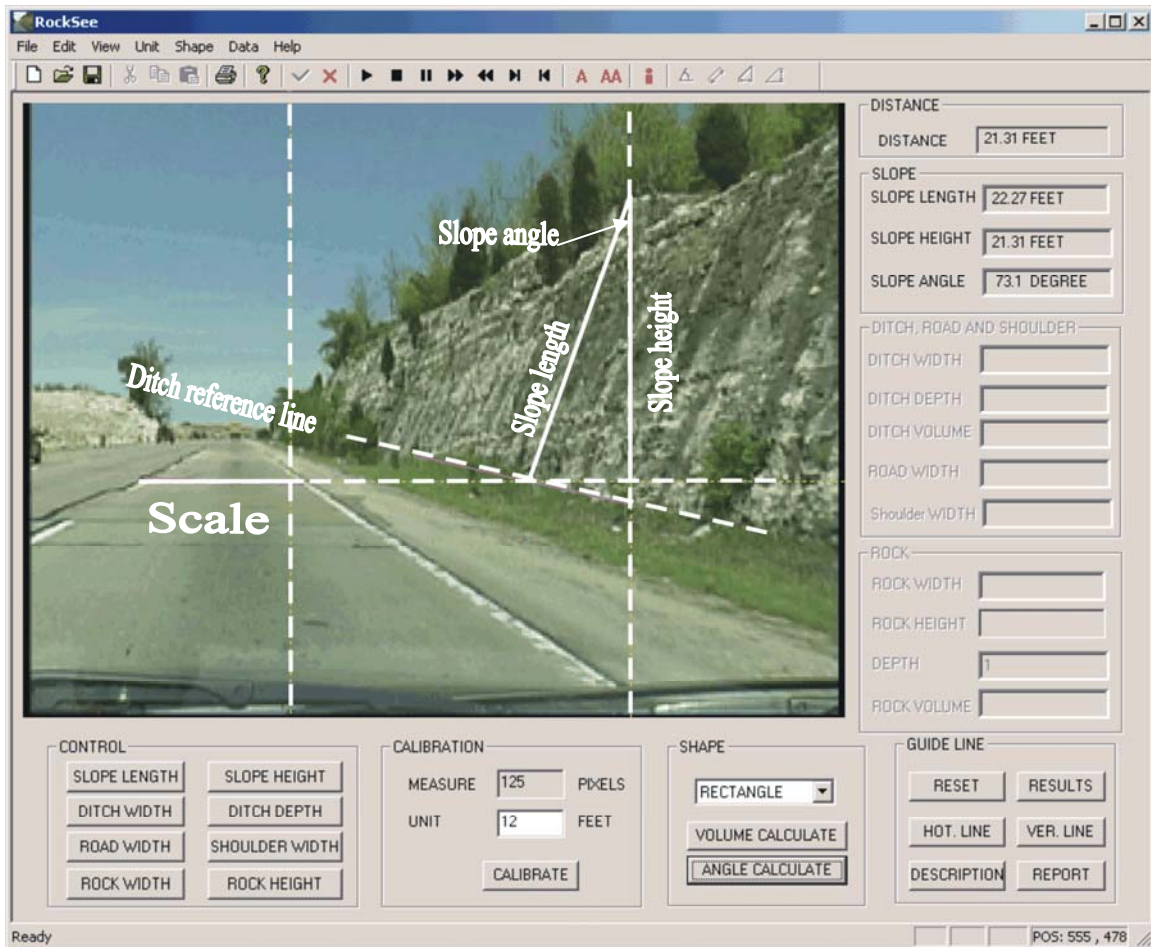 RockSee
File Edit View Unit Shape Data Help
A AA
DISTANCE
DISTANCE 21.31 FEET
SLOPE
SLOPE LENGTH 22.27 FEET
SLOPE HEIGHT 21.31 FEET
SLOPE ANGLE 73.1 DEGREE
DITCH, ROAD AND SHOULDER
DITCH WIDTH
DITCH DEPTH
DITCH VOLUME
ROAD WIDTH
Shoulder WIDTH
ROCK
ROCK WIDTH
ROCK HEIGHT
DEPTH 1
ROCK VOLUME
Slope angle
Slope length
Slope height
Ditch reference line
Scale
CONTROL
SLOPE LENGTH SLOPE HEIGHT
DITCH WIDTH DITCH DEPTH
ROAD WIDTH SHOULDER WIDTH
ROCK WIDTH ROCK HEIGHT
CALIBRATION
MEASURE 125 PIXELS
UNIT 12 FEET
CALIBRATE
SHAPE
RECTANGLE
VOLUME CALCULATE
ANGLE CALCULATE
GUIDE LINE
RESET RESULTS
HOT. LINE VER. LINE
DESCRIPTION REPORT
Ready POS: 555 , 478